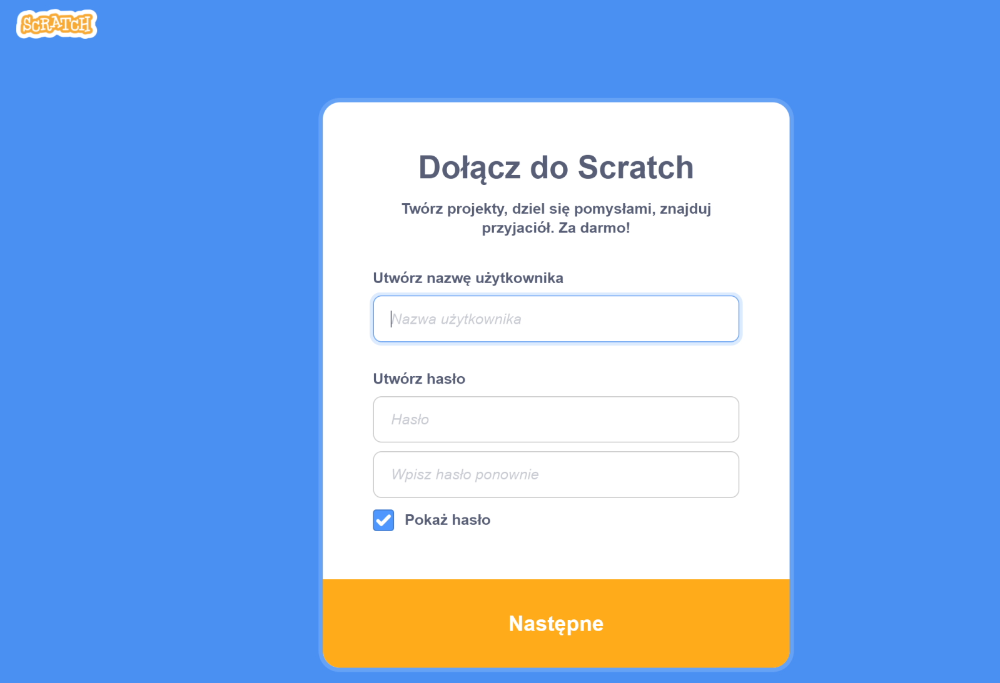 SCRATCH
Dołącz do Scratch
Twórz projekty, dziel się pomysłami, znajduj
przyjaciół. Za darmo!
Utwórz nazwę użytkownika
Nazwa użytkownika
Utwórz hasło
Hasło
Wpisz hasło ponownie
Pokaż hasło
Następne